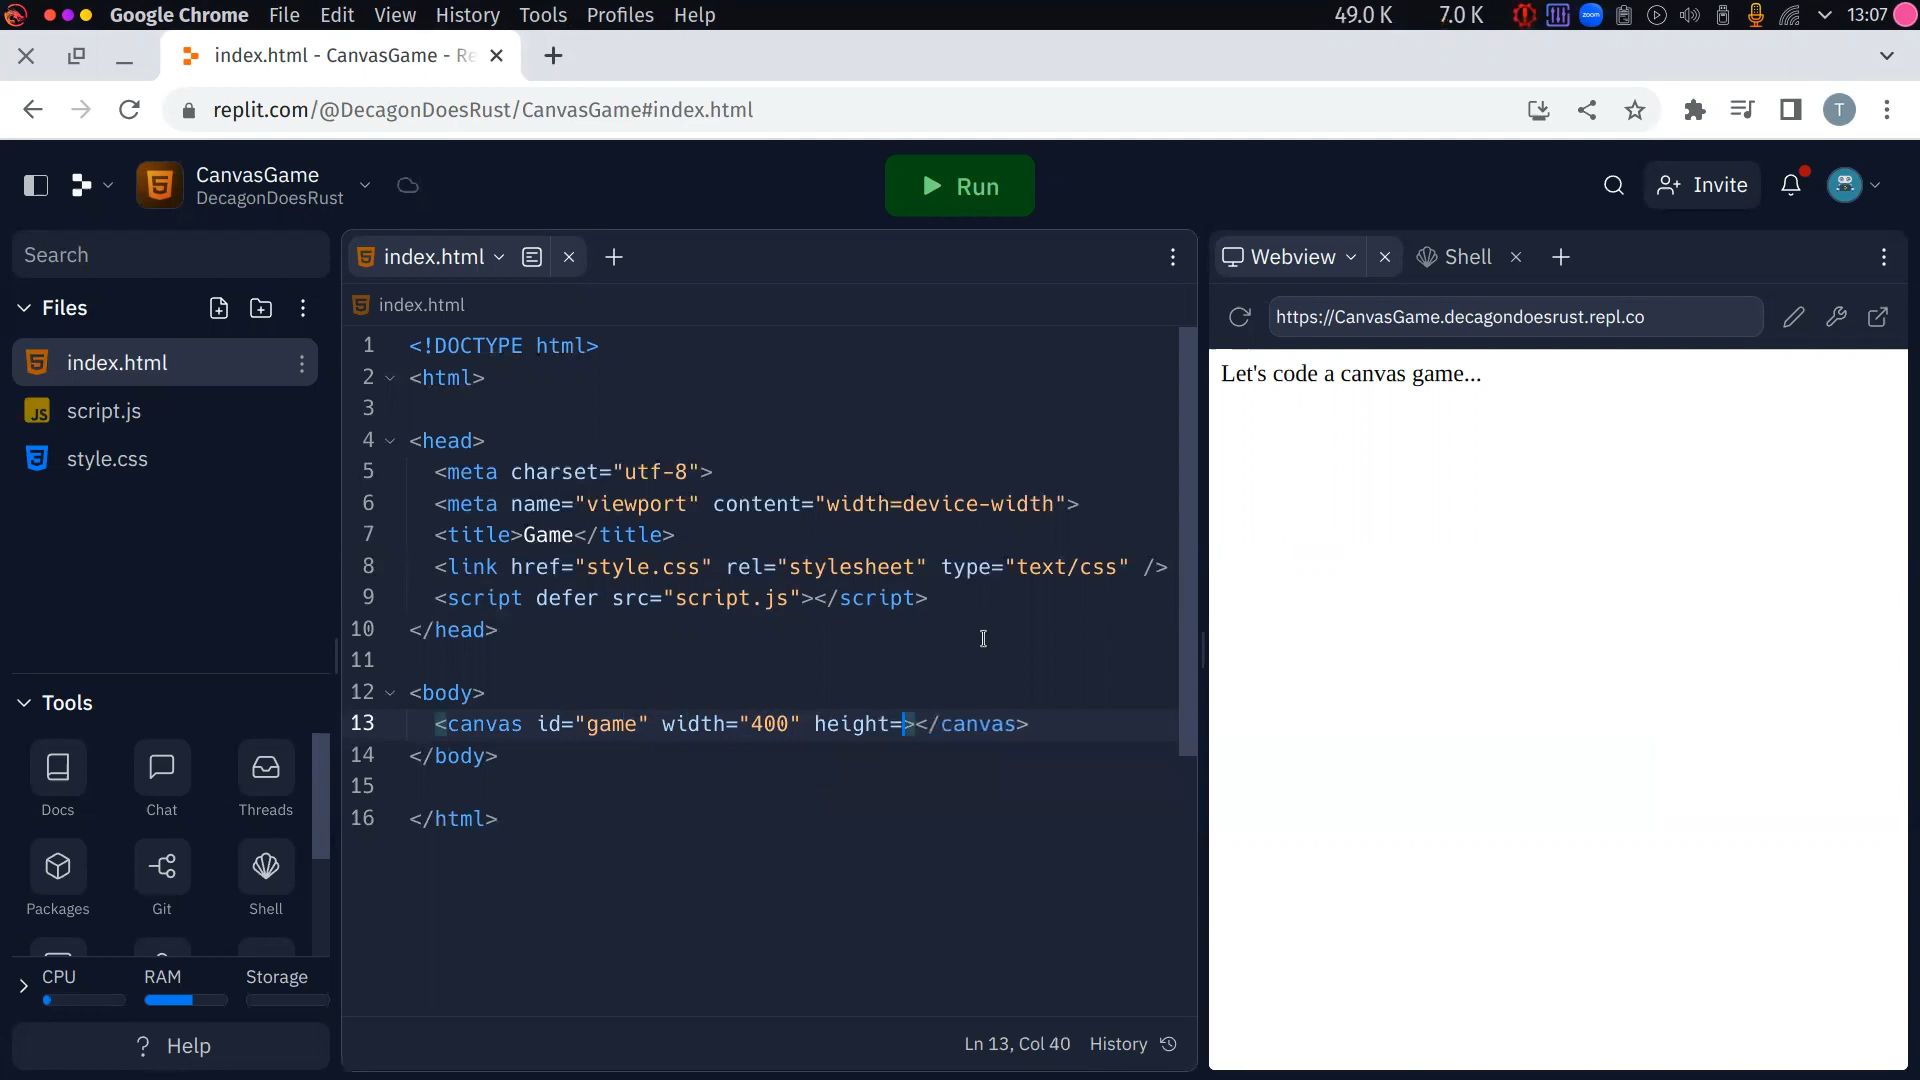 Google Chrome File Edit View History Tools Profiles Help 49.0 K 7.0 K zoom 13:07
index.html - CanvasGame - Re
replit.com/@DecagonDoesRust/CanvasGame#index.html T
CanvasGame
DecagonDoesRust
Run
Invite
Search
Files
index.html
script.js
style.css
Tools
Docs Chat Threads
Packages Git Shell
CPU RAM Storage
? Help
index.html
index.html
1 <!DOCTYPE html>
2 <html>
3
4 <head>
5 <meta charset="utf-8">
6 <meta name="viewport" content="width=device-width">
7 <title>Game</title>
8 <link href="style.css" rel="stylesheet" type="text/css" />
9 <script defer src="script.js"></script>
10 </head>
11
12 <body>
13 <canvas id="game" width="400" height=></canvas>
14 </body>
15
16 </html>
Ln 13, Col 40 History
Webview Shell
https://CanvasGame.decagondoesrust.repl.co
Let's code a canvas game...